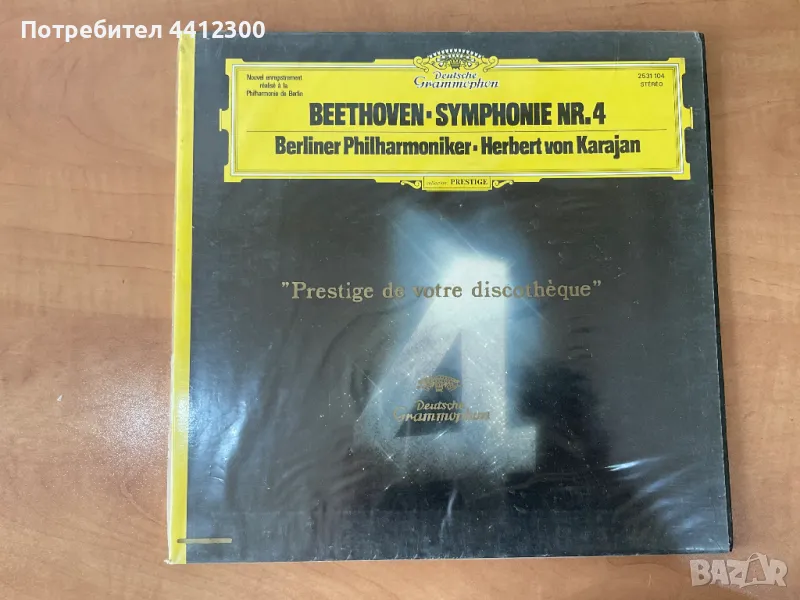 Потребител 4412300
Nouvel enregistrement
réalisé à la
Philharmonie de Berlin
Deutsche
Grammophon
2531 104
STEREO
BEETHOVEN · SYMPHONIE NR. 4
Berliner Philharmoniker · Herbert von Karajan
PRESTIGE
"Prestige de votre discothèque"
4
Deutsche
Grammophon
BAZAR